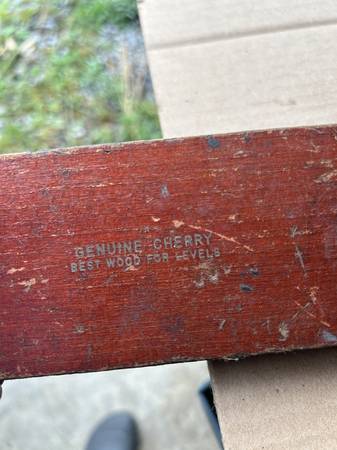 GENUINE CHERRY
BEST WOOD FOR LEVELS